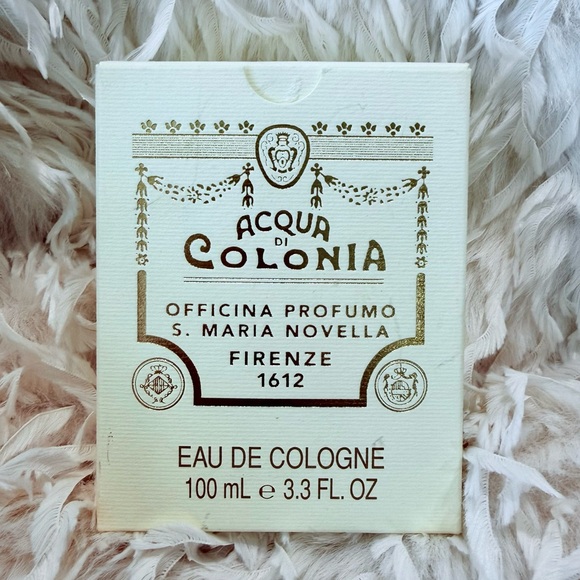 ACQUA
DI
COLONIA
OFFICINA PROFUMO
S. MARIA NOVELLA
FIRENZE
1612
EAU DE COLOGNE
100 mL ℮ 3.3 FL. OZ